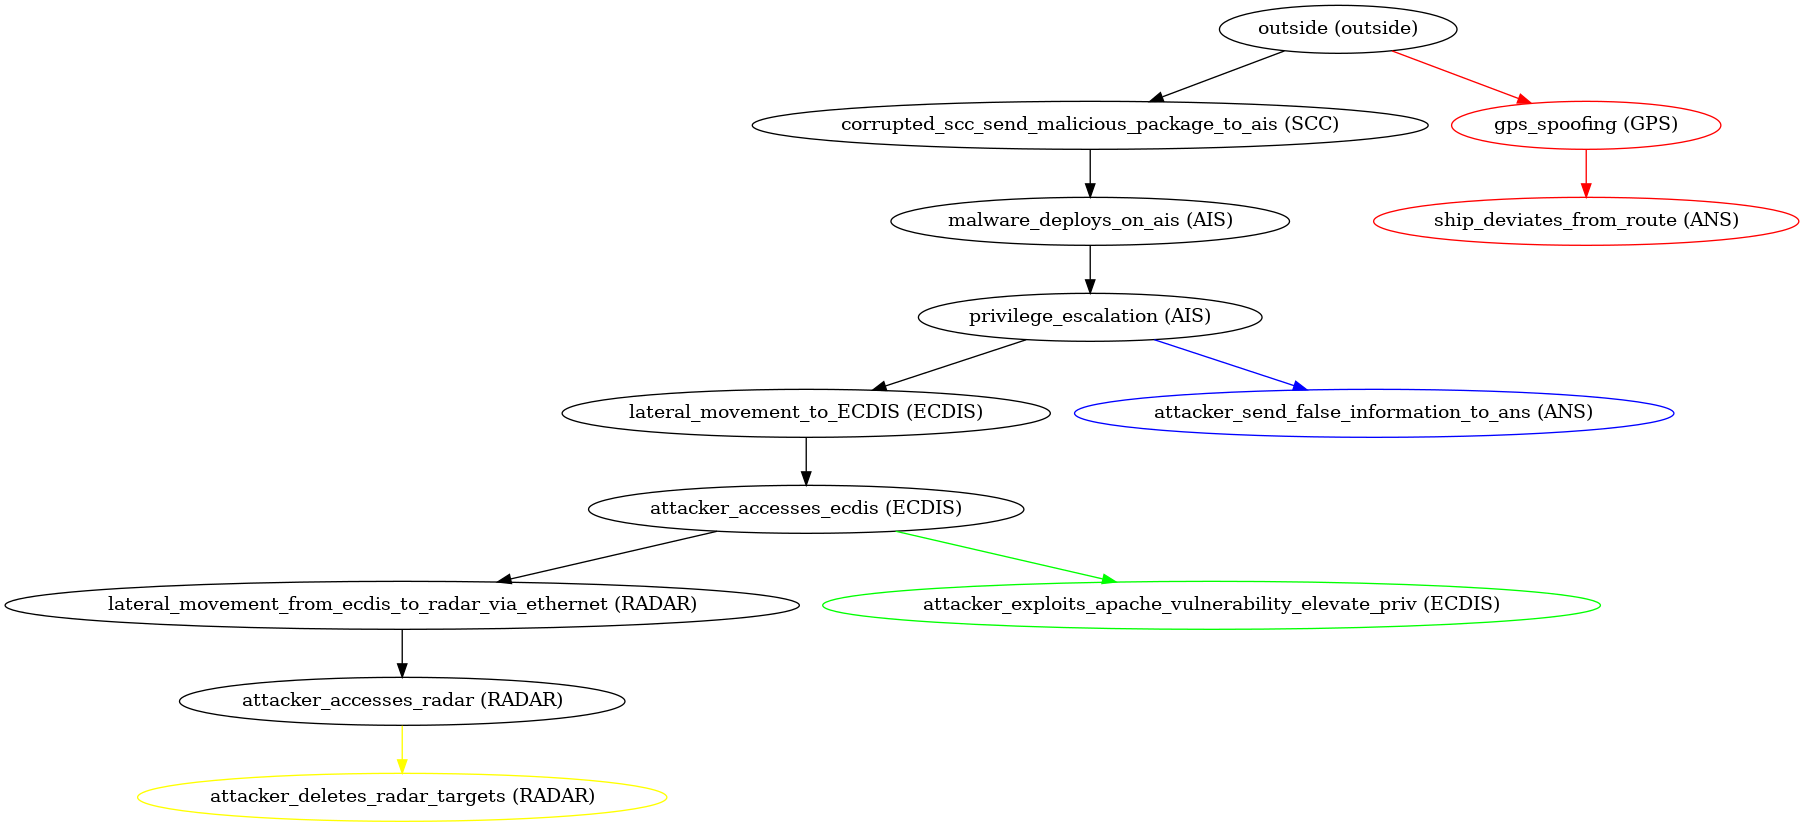 outside (outside)
corrupted_scc_send_malicious_package_to_ais (SCC)
gps_spoofing (GPS)
malware_deploys_on_ais (AIS)
ship_deviates_from_route (ANS)
privilege_escalation (AIS)
lateral_movement_to_ECDIS (ECDIS)
attacker_send_false_information_to_ans (ANS)
attacker_accesses_ecdis (ECDIS)
lateral_movement_from_ecdis_to_radar_via_ethernet (RADAR)
attacker_exploits_apache_vulnerability_elevate_priv (ECDIS)
attacker_accesses_radar (RADAR)
attacker_deletes_radar_targets (RADAR)